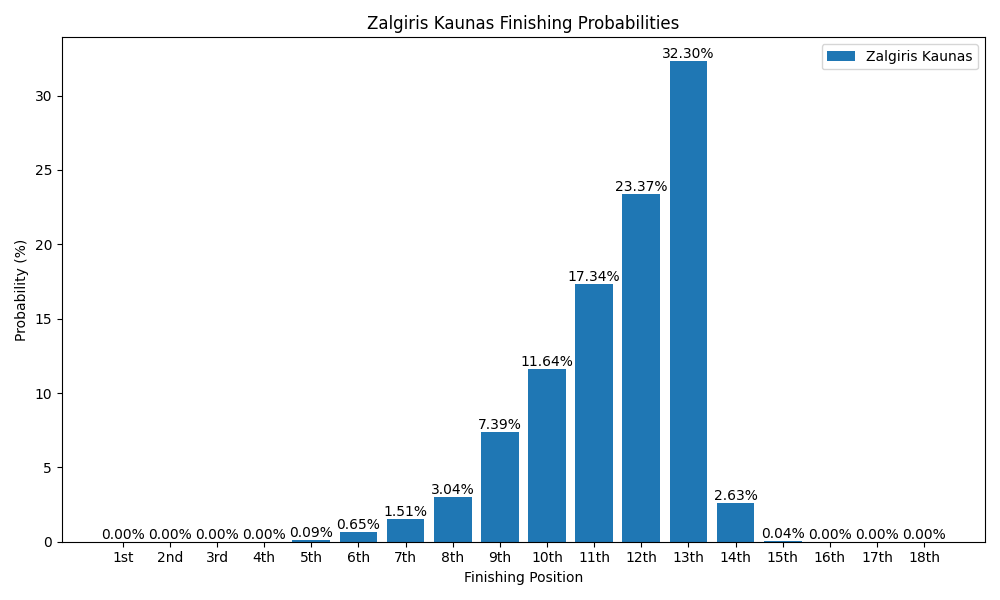 Zalgiris Kaunas Finishing Probabilities
Zalgiris Kaunas
Probability (%)
30
25
20
15
10
5
0
0.00% 0.00% 0.00% 0.00% 0.09% 0.65% 1.51% 3.04% 7.39% 11.64% 17.34% 23.37% 32.30% 2.63% 0.04% 0.00% 0.00% 0.00%
1st 2nd 3rd 4th 5th 6th 7th 8th 9th 10th 11th 12th 13th 14th 15th 16th 17th 18th
Finishing Position